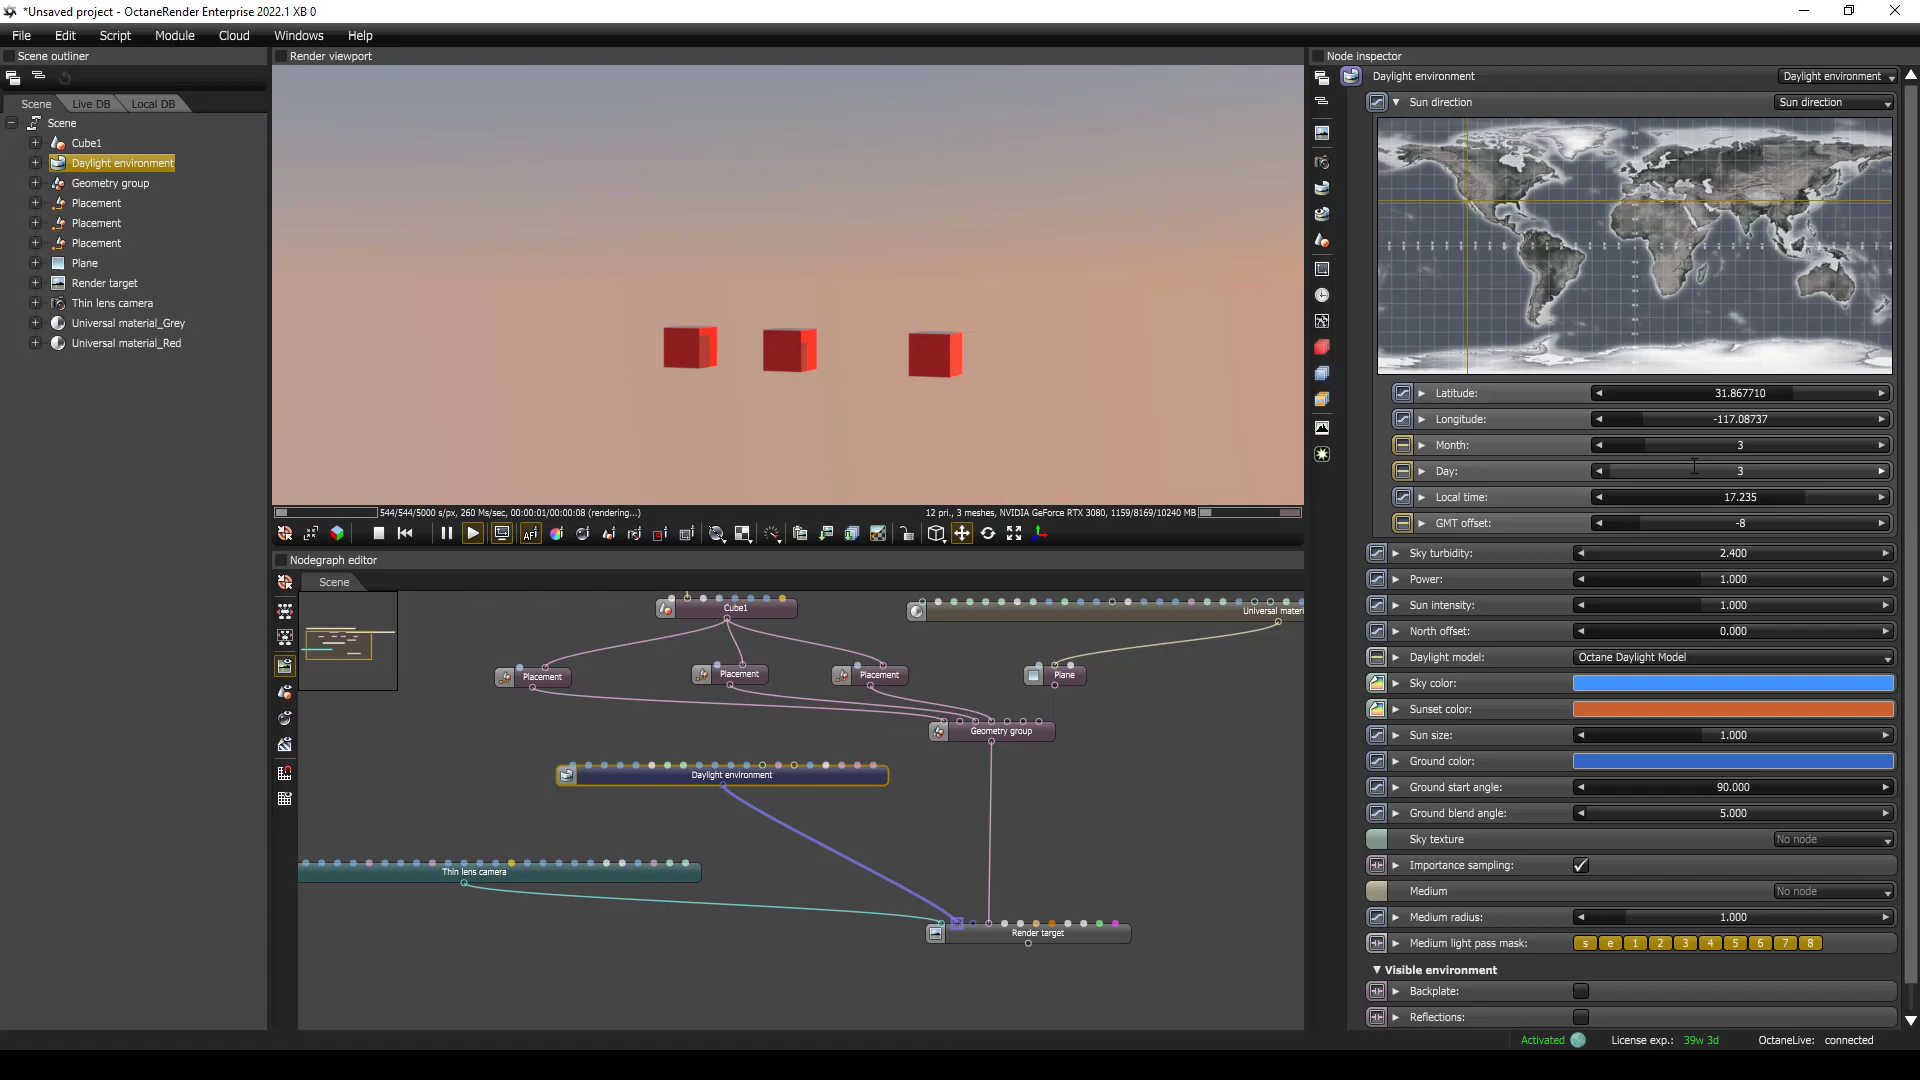 *Unsaved project - OctaneRender Enterprise 2022.1 XB 0
File Edit Script Module Cloud Windows Help
Scene outliner
Render viewport
Node inspector
Daylight environment
Daylight environment
Scene Live DB Local DB
Sun direction
Sun direction
Scene
Cube1
Daylight environment
Geometry group
Placement
Placement
Placement
Plane
Render target
Thin lens camera
Universal material_Grey
Universal material_Red
Latitude: 31.867710
Longitude: -117.08737
Month: 3
Day: 3
Local time: 17.235
GMT offset: -8
Sky turbidity: 2.400
Power: 1.000
Sun intensity: 1.000
North offset: 0.000
Daylight model: Octane Daylight Model
Sky color:
Sunset color:
Sun size: 1.000
Ground color:
Ground start angle: 90.000
Ground blend angle: 5.000
Sky texture No node
Importance sampling:
Medium No node
Medium radius: 1.000
Medium light pass mask: s e 1 2 3 4 5 6 7 8
Visible environment
Backplate:
Reflections:
544/544/5000 s/px, 260 Ms/sec, 00:00:01/00:00:08 (rendering...)
12 pri., 3 meshes, NVIDIA GeForce RTX 3080, 1159/8169/10240 MB
AF
Nodegraph editor
Scene
Cube1
Universal materi
Placement
Placement
Placement
Plane
Geometry group
Daylight environment
Thin lens camera
Render target
Activated License exp.: 39w 3d OctaneLive: connected